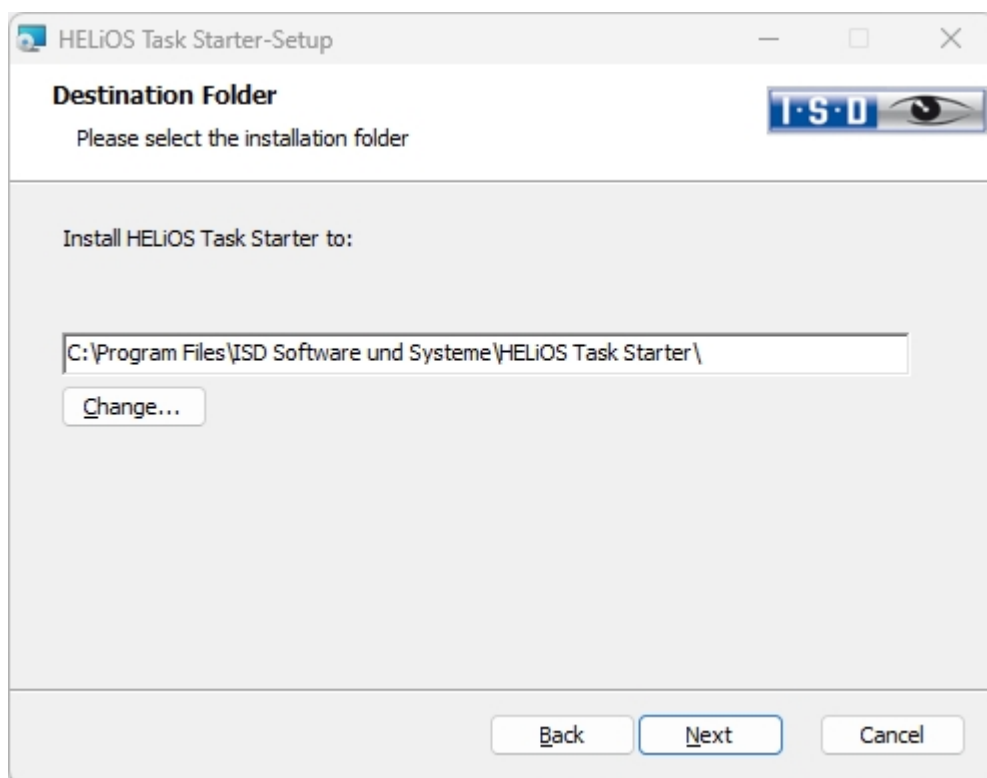 HELiOS Task Starter-Setup
Destination Folder
I·S·D
Please select the installation folder
Install HELiOS Task Starter to:
C:\Program Files\ISD Software und Systeme\HELiOS Task Starter\
Change...
Back Next Cancel